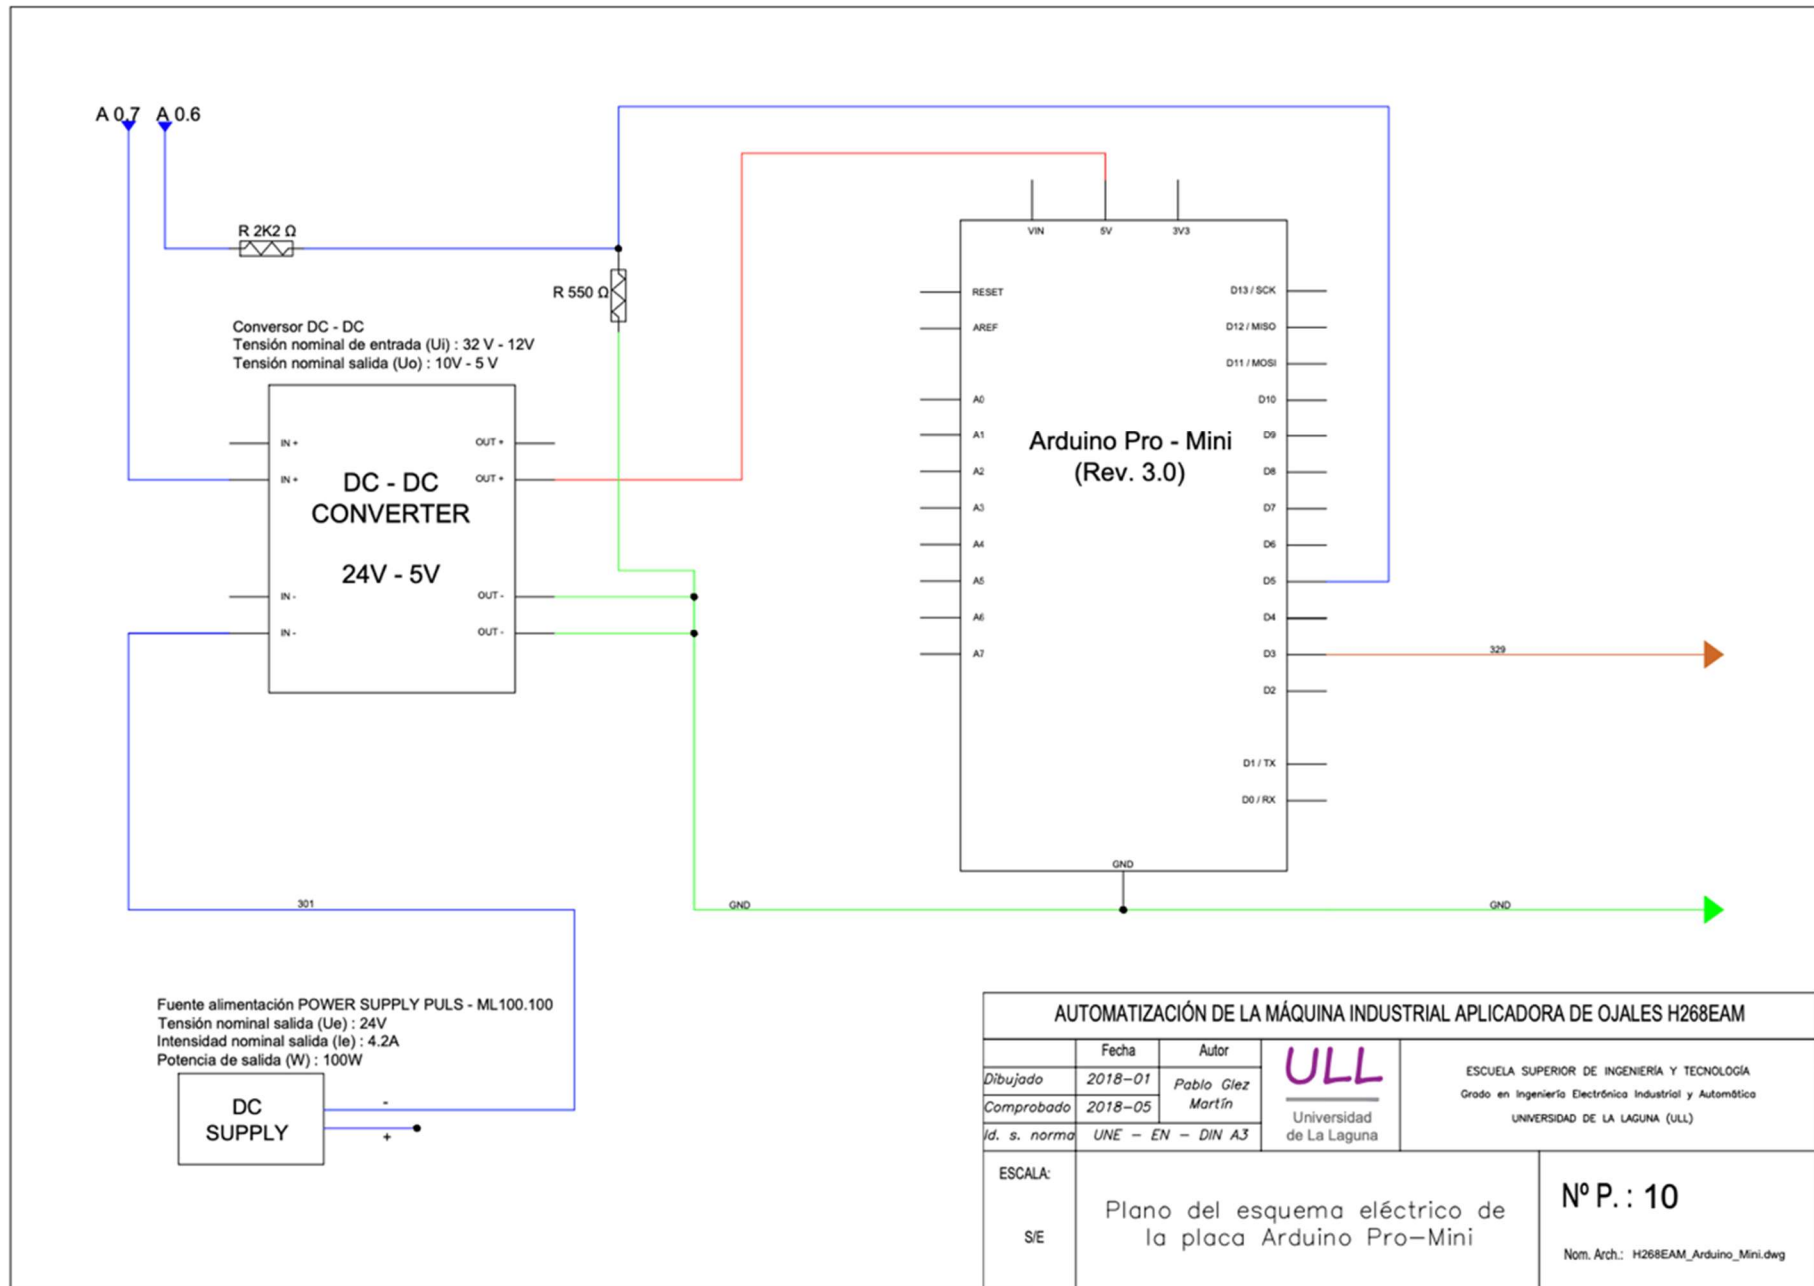 A 0.7 A 0.6
R 2K2 Ω
R 550 Ω
Conversor DC - DC
Tensión nominal de entrada (Ui) : 32 V - 12V
Tensión nominal salida (Uo) : 10V - 5 V
IN +
IN +
IN -
IN -
DC - DC
CONVERTER
24V - 5V
OUT +
OUT +
OUT -
OUT -
VIN
5V
3V3
RESET
AREF
A0
A1
A2
A3
A4
A5
A6
A7
Arduino Pro - Mini
(Rev. 3.0)
D13 / SCK
D12 / MISO
D11 / MOSI
D10
D9
D8
D7
D6
D5
D4
D3
D2
D1 / TX
D0 / RX
GND
329
301
GND
GND
Fuente alimentación POWER SUPPLY PULS - ML100.100
Tensión nominal salida (Ue) : 24V
Intensidad nominal salida (Ie) : 4.2A
Potencia de salida (W) : 100W
DC
SUPPLY
-
+
AUTOMATIZACIÓN DE LA MÁQUINA INDUSTRIAL APLICADORA DE OJALES H268EAM
Fecha Autor
Dibujado 2018-01 Pablo Glez
Comprobado 2018-05 Martín
Id. s. norma UNE - EN - DIN A3
ULL
Universidad
de La Laguna
ESCUELA SUPERIOR DE INGENIERÍA Y TECNOLOGÍA
Grado en Ingeniería Electrónica Industrial y Automática
UNIVERSIDAD DE LA LAGUNA (ULL)
ESCALA:
S/E
Plano del esquema eléctrico de
la placa Arduino Pro-Mini
Nº P. : 10
Nom. Arch.: H268EAM_Arduino_Mini.dwg